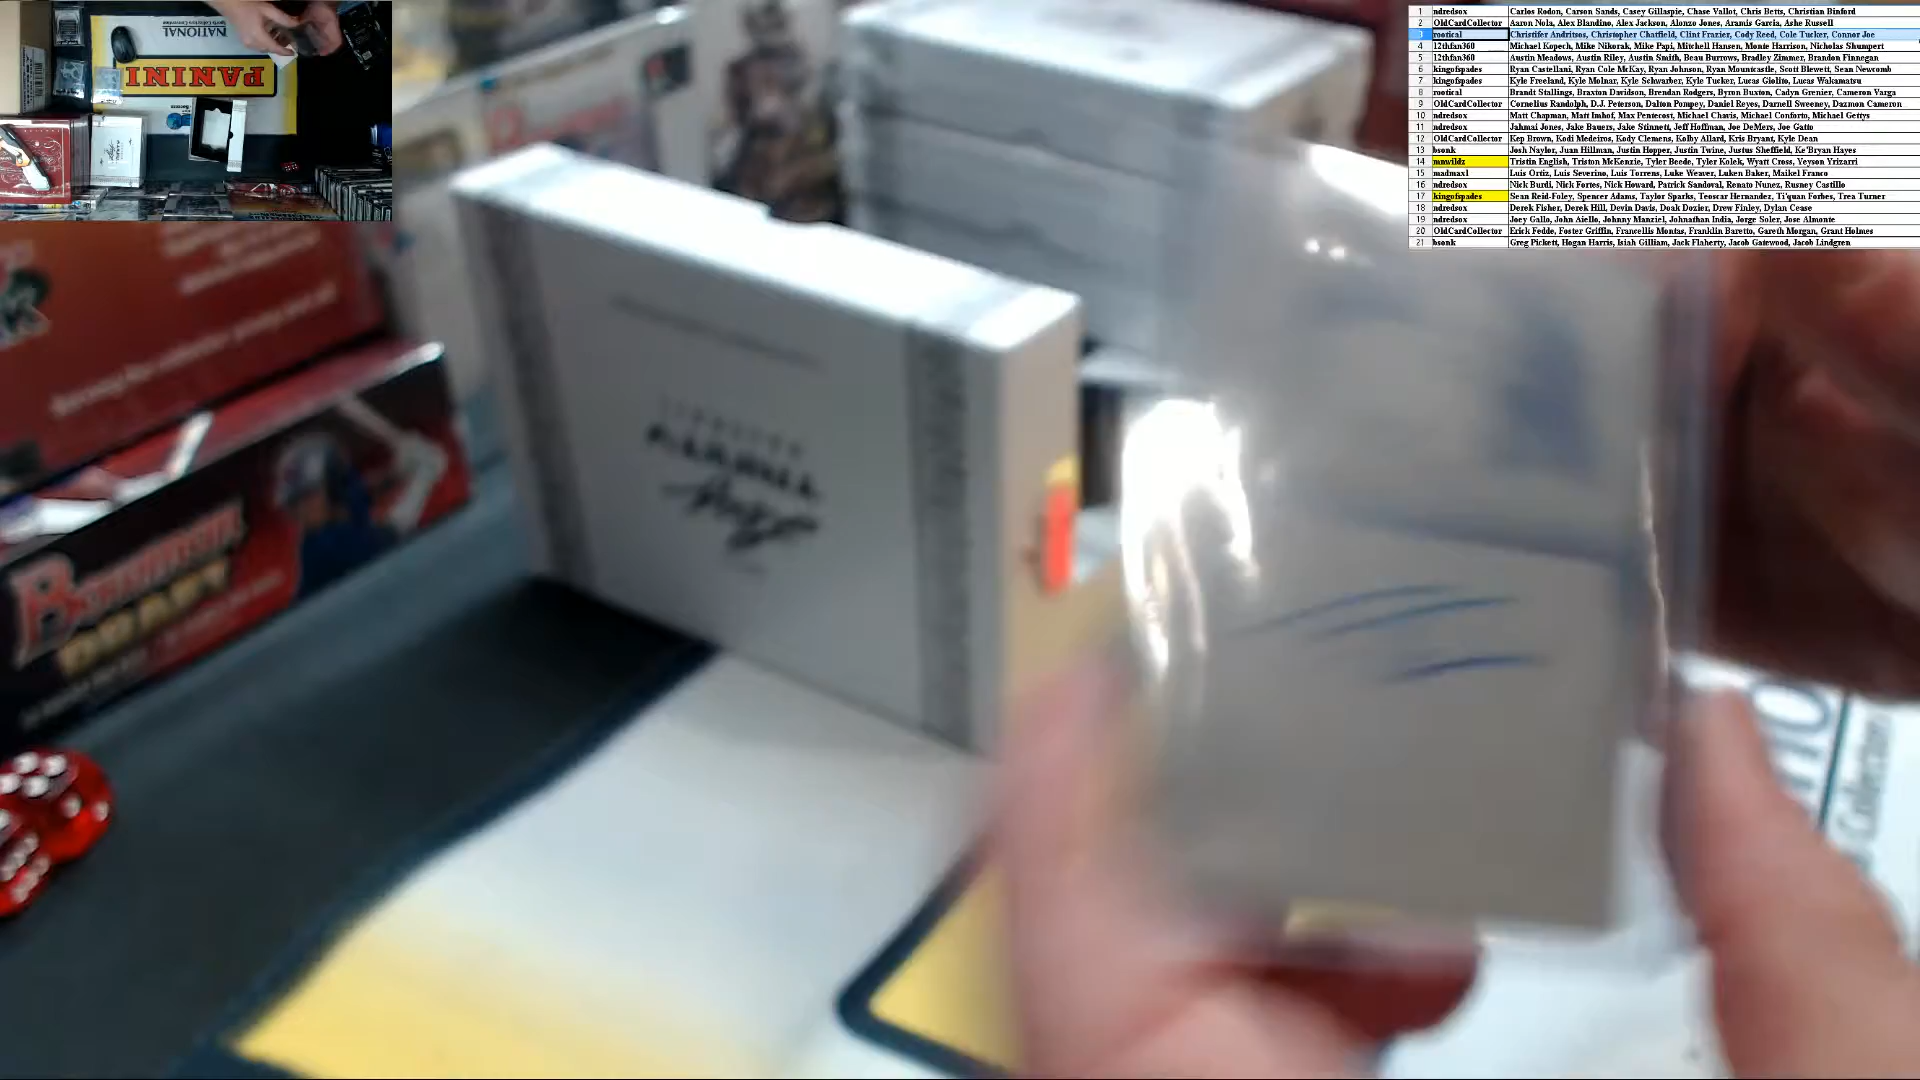 NATIONAL
PANINI
1 ndredsox Carlos Rodon, Carson Sands, Casey Gillaspie, Chase Vallot, Chris Betts, Christian Binford
2 OldCardCollector Aaron Nola, Alex Blandino, Alex Jackson, Alonzo Jones, Aramis Garcia, Ashe Russell
3 rootical Christifer Andritsos, Christopher Chatfield, Clint Frazier, Cody Reed, Cole Tucker, Connor Joe
4 12thfan360 Michael Kopech, Mike Nikorak, Mike Papi, Mitchell Hansen, Monte Harrison, Nicholas Shumpert
5 12thfan360 Austin Meadows, Austin Riley, Austin Smith, Beau Burrows, Bradley Zimmer, Brandon Finnegan
6 kingofspades Ryan Castellani, Ryan Cole McKay, Ryan Johnson, Ryan Mountcastle, Scott Blewett, Sean Newcomb
7 kingofspades Kyle Freeland, Kyle Molnar, Kyle Schwarber, Kyle Tucker, Lucas Giolito, Lucas Wakamatsu
8 rootical Brandt Stallings, Braxton Davidson, Brendan Rodgers, Byron Buxton, Cadyn Grenier, Cameron Varga
9 OldCardCollector Cornelius Randolph, D.J. Peterson, Dalton Pompey, Daniel Reyes, Darnell Sweeney, Dazmon Cameron
10 ndredsox Matt Chapman, Matt Imhof, Max Pentecost, Michael Chavis, Michael Conforto, Michael Gettys
11 ndredsox Jahmai Jones, Jake Bauers, Jake Stinnett, Jeff Hoffman, Joe DeMers, Joe Gatto
12 OldCardCollector Kep Brown, Kodi Medeiros, Kody Clemens, Kolby Allard, Kris Bryant, Kyle Dean
13 bsonk Josh Naylor, Juan Hillman, Justin Hopper, Justin Twine, Justus Sheffield, Ke'Bryan Hayes
14 mnwildz Tristin English, Triston McKenzie, Tyler Beede, Tyler Kolek, Wyatt Cross, Yeyson Yrizarri
15 madmax1 Luis Ortiz, Luis Severino, Luis Torrens, Luke Weaver, Luken Baker, Maikel Franco
16 ndredsox Nick Burdi, Nick Fortes, Nick Howard, Patrick Sandoval, Renato Nunez, Rusney Castillo
17 kingofspades Sean Reid-Foley, Spencer Adams, Taylor Sparks, Teoscar Hernandez, Ti'quan Forbes, Trea Turner
18 ndredsox Derek Fisher, Derek Hill, Devin Davis, Doak Dozier, Drew Finley, Dylan Cease
19 ndredsox Joey Gallo, John Aiello, Johnny Manziel, Johnathan India, Jorge Soler, Jose Almonte
20 OldCardCollector Erick Fedde, Foster Griffin, Francellis Montas, Franklin Baretto, Gareth Morgan, Grant Holmes
21 bsonk Greg Pickett, Hogan Harris, Isiah Gilliam, Jack Flaherty, Jacob Gatewood, Jacob Lindgren
BOWMAN
DRAFT
Collection